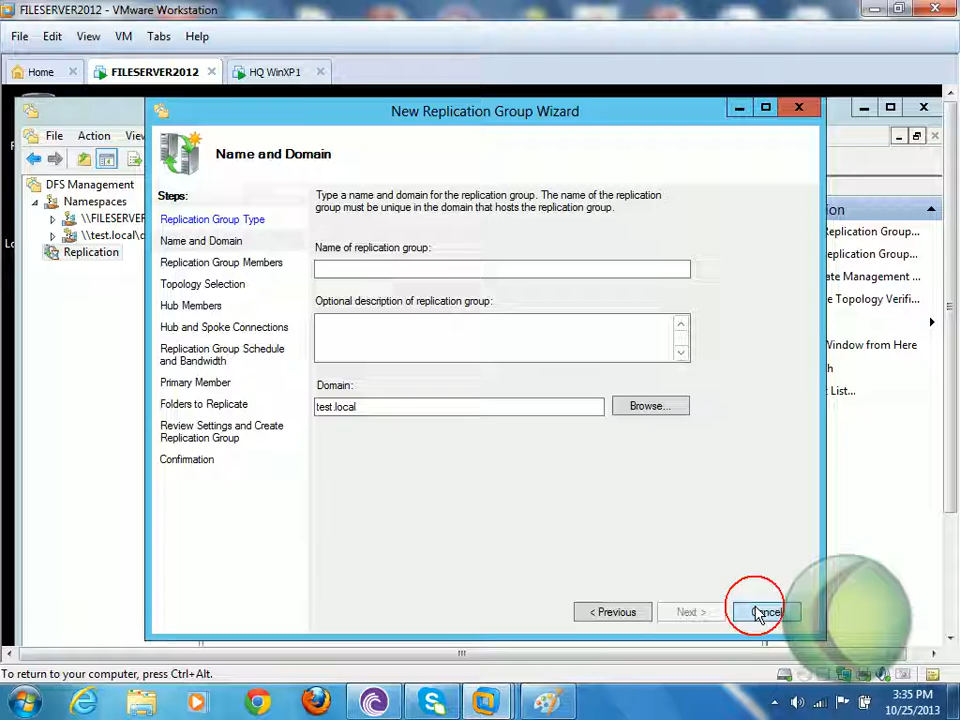 FILESERVER2012 - VMware Workstation
File Edit View VM Tabs Help
Home FILESERVER2012 HQ WinXP1
New Replication Group Wizard
File Action
Name and Domain
DFS Management
Namespaces
\\FILESERVER
\\test.local\
Replication
Steps:
Replication Group Type
Name and Domain
Replication Group Members
Topology Selection
Hub Members
Hub and Spoke Connections
Replication Group Schedule
and Bandwidth
Primary Member
Folders to Replicate
Review Settings and Create
Replication Group
Confirmation
Type a name and domain for the replication group. The name of the replication
group must be unique in the domain that hosts the replication group.
Name of replication group:
Optional description of replication group:
Domain:
test.local
Browse...
< Previous Next > Cancel
ion
Replication Group...
eplication Group...
ate Management ...
e Topology Verifi...
Window from Here
h
List...
To return to your computer, press Ctrl+Alt.
3:35 PM
10/25/2013